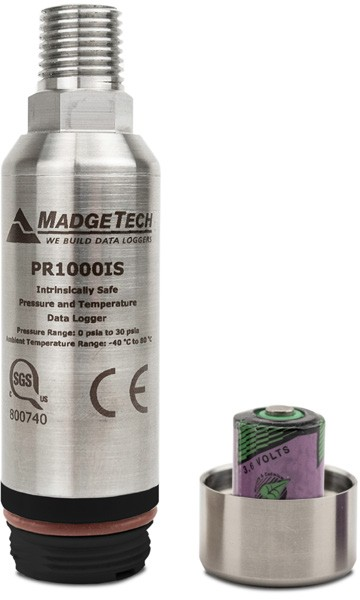 MADGETECH
WE BUILD DATA LOGGERS
PR1000IS
Intrinsically Safe
Pressure and Temperature
Data Logger
Pressure Range: 0 psia to 30 psia
Ambient Temperature Range: -40 °C to 80 °C
SGS
C US
CE
800740
3.6 VOLTS